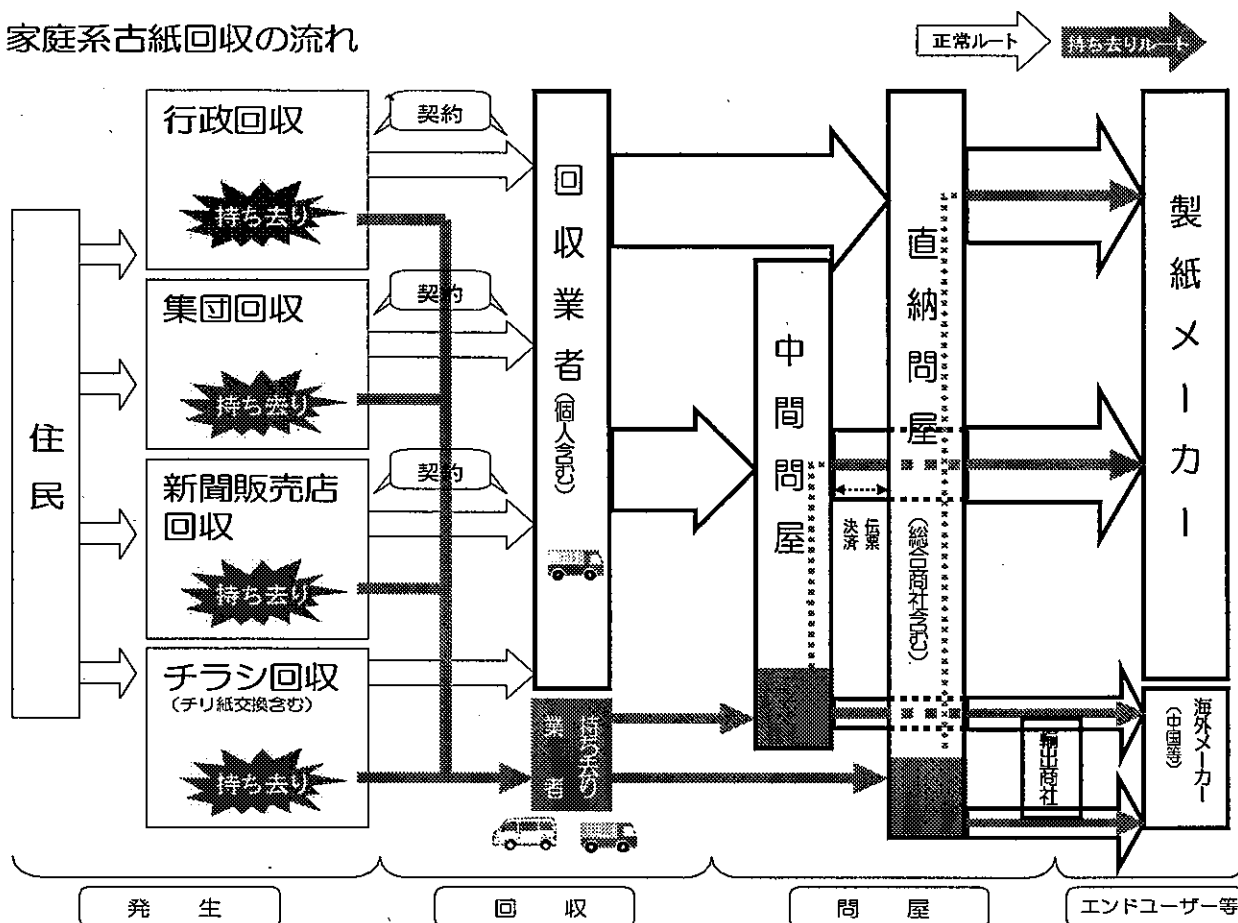 家庭系古紙回収の流れ
正常ルート
持ち去りルート
住民
行政回収
持ち去り
集団回収
持ち去り
新聞販売店
回収
持ち去り
チラシ回収
(チリ紙交換含む)
持ち去り
契約
契約
契約
回収業者
(個人含む)
持ち去り
業者
中間問屋
伝票
決済
直納問屋
(総合商社含む)
輸出商社
製紙メーカー
海外メーカー
(中国等)
発生
回収
問屋
エンドユーザー等